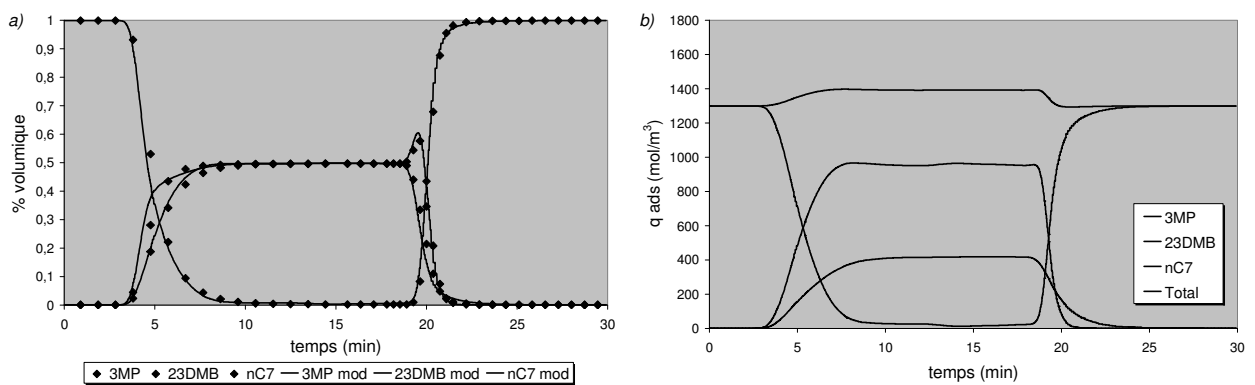 a)
% volumique
1
0,9
0,8
0,7
0,6
0,5
0,4
0,3
0,2
0,1
0
0 5 10 15 20 25 30
temps (min)
3MP 23DMB nC7 3MP mod 23DMB mod nC7 mod
b)
q ads (mol/m³)
1800
1600
1400
1200
1000
800
600
400
200
0
0 5 10 15 20 25 30
temps (min)
3MP
23DMB
nC7
Total